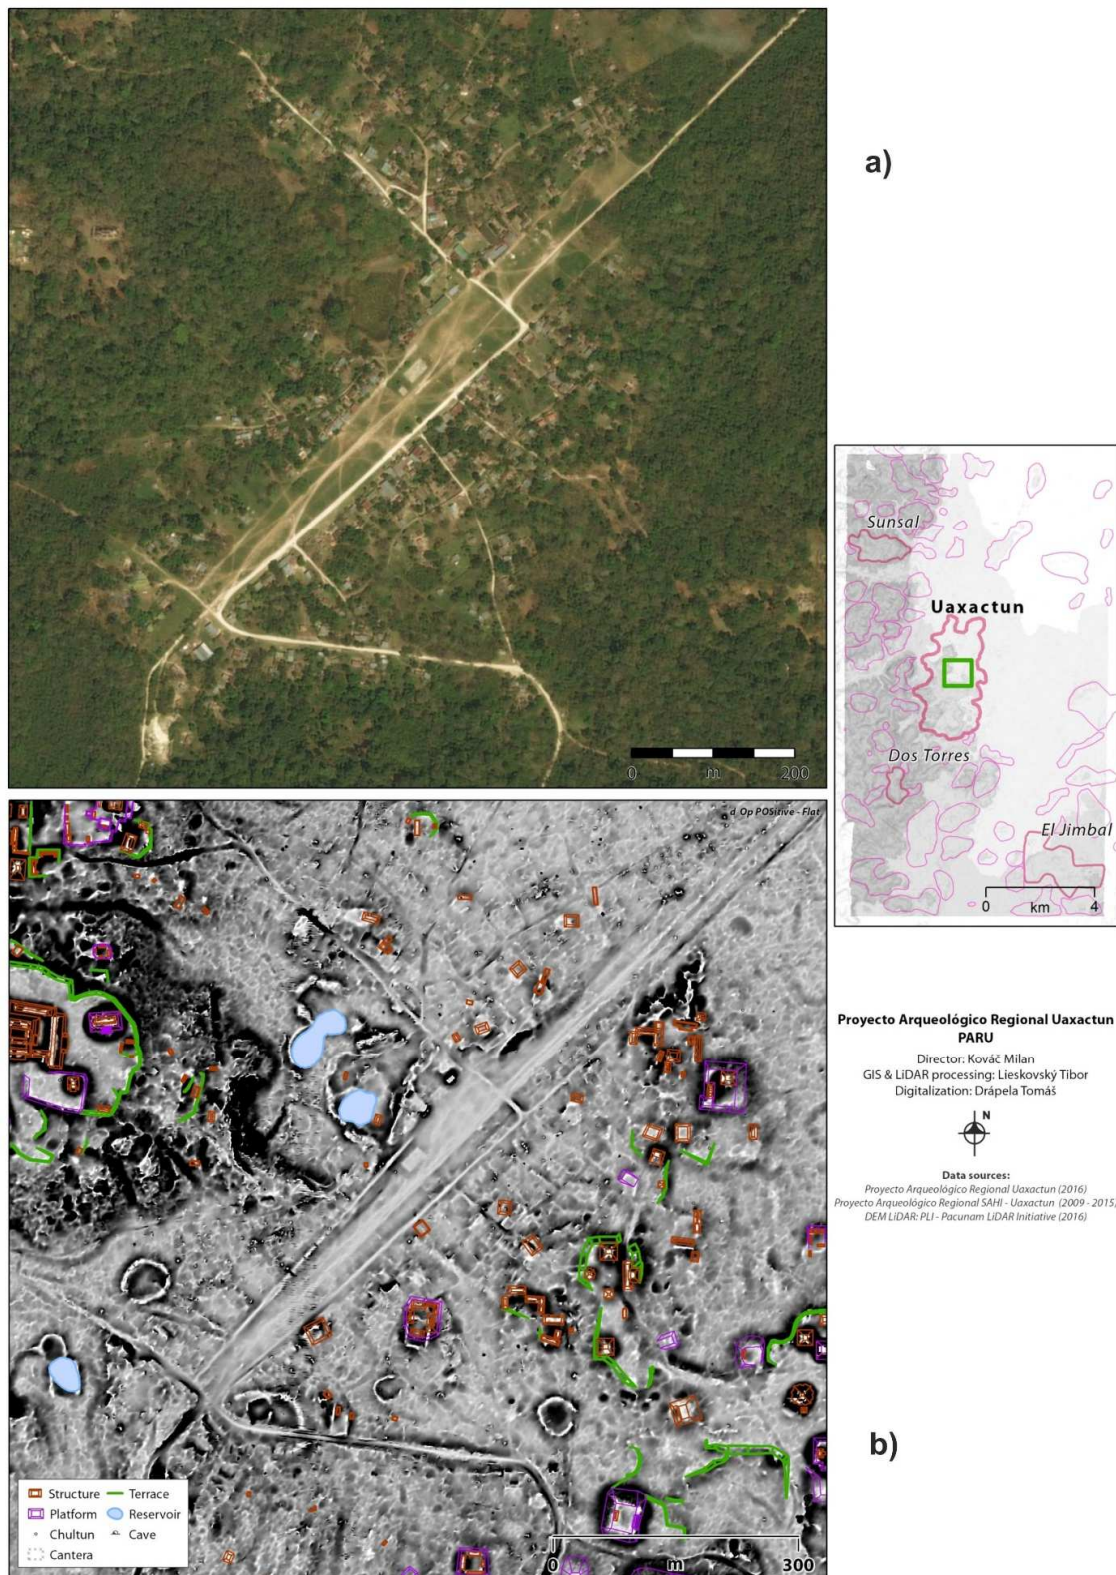 a)
0 m 200
Sunsal
Uaxactun
Dos Torres
El Jimbal
0 km 4
d Op POSitive - Flat
Proyecto Arqueológico Regional Uaxactun
PARU
Director: Kováč Milan
GIS & LiDAR processing: Lieskovský Tibor
Digitalization: Drápela Tomáš
N
Data sources:
Proyecto Arqueológico Regional Uaxactun (2016)
Proyecto Arqueológico Regional SAHI - Uaxactun (2009 - 2015)
DEM LiDAR: PLI - Pacunam LiDAR Initiative (2016)
b)
Structure Terrace
Platform Reservoir
Chultun Cave
Cantera
0 m 300